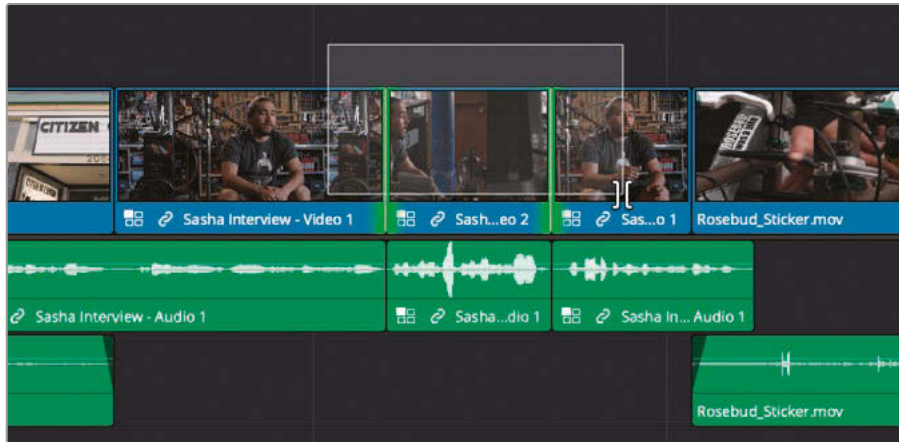 CITIZEN
Sasha Interview - Video 1
Sash...eo 2
Sas...o 1
Rosebud_Sticker.mov
Sasha Interview - Audio 1
Sasha...dio 1
Sasha In... Audio 1
Rosebud_Sticker.mov